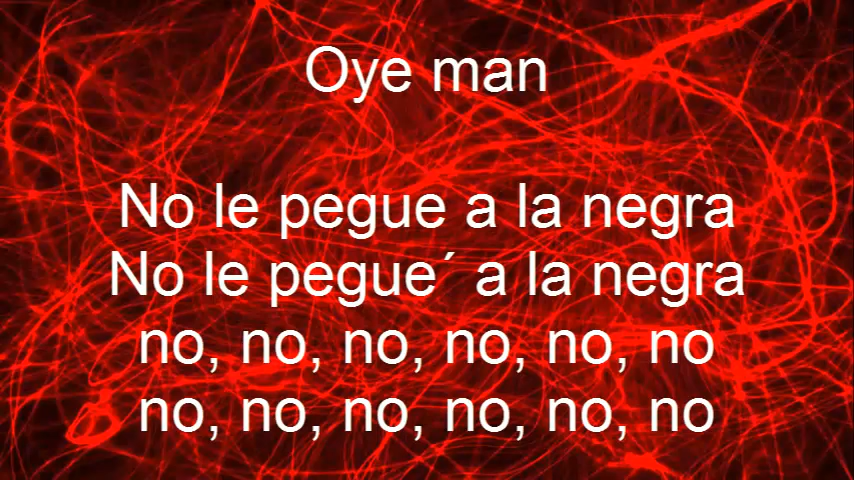 Oye man
No le pegue a la negra
No le pegue´ a la negra
no, no, no, no, no, no
no, no, no, no, no, no